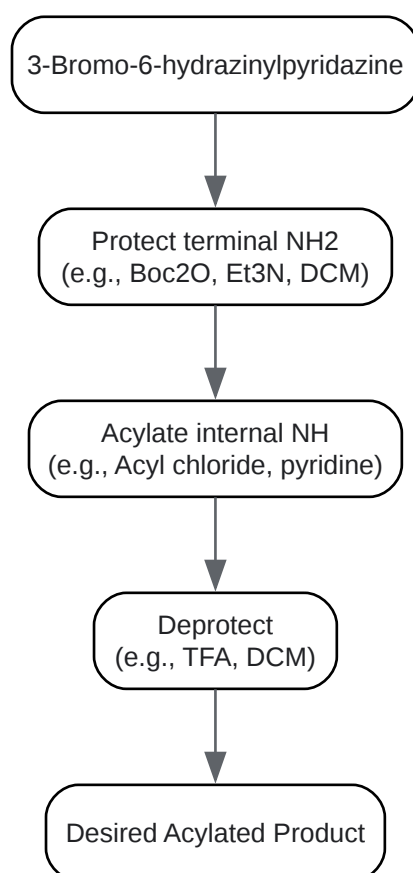 3-Bromo-6-hydrazinylpyridazine
Protect terminal NH2
(e.g., Boc2O, Et3N, DCM)
Acylate internal NH
(e.g., Acyl chloride, pyridine)
Deprotect
(e.g., TFA, DCM)
Desired Acylated Product